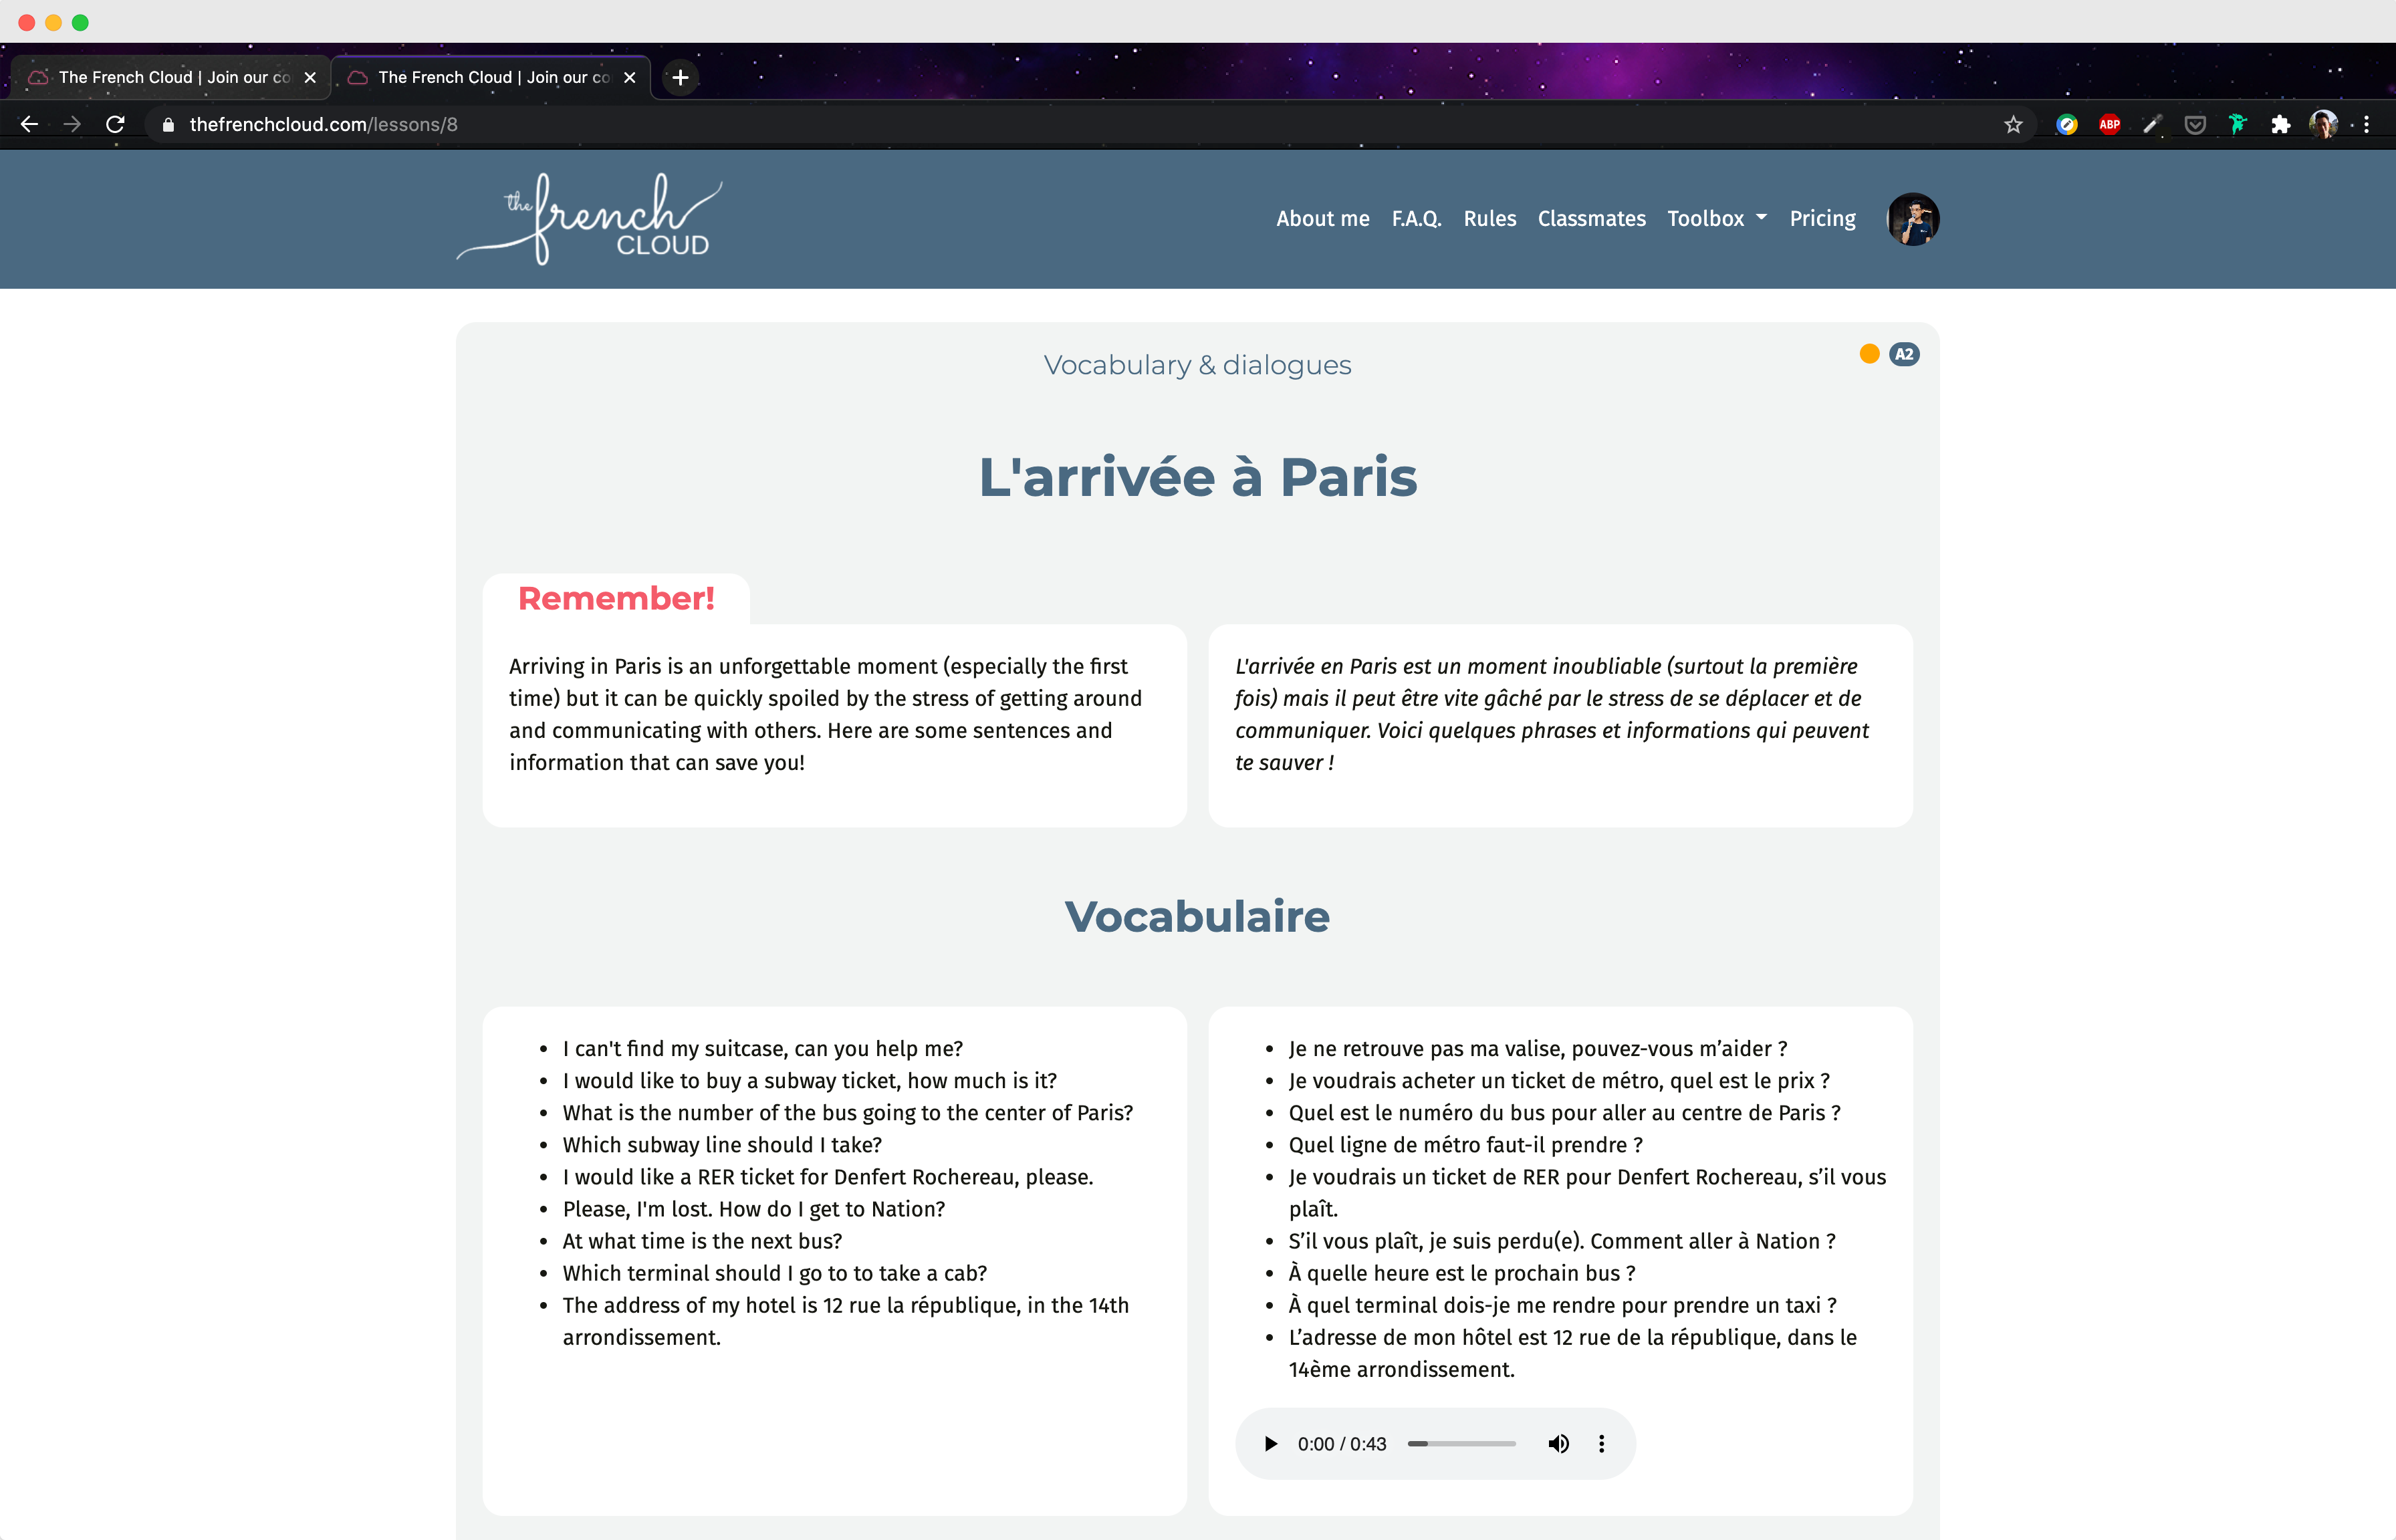 The French Cloud | Join our co
The French Cloud | Join our co
thefrenchcloud.com/lessons/8
ABP
the french
CLOUD
About me F.A.Q. Rules Classmates Toolbox Pricing
Vocabulary & dialogues
A2
L'arrivée à Paris
Remember!
Arriving in Paris is an unforgettable moment (especially the first
time) but it can be quickly spoiled by the stress of getting around
and communicating with others. Here are some sentences and
information that can save you!
L'arrivée en Paris est un moment inoubliable (surtout la première
fois) mais il peut être vite gâché par le stress de se déplacer et de
communiquer. Voici quelques phrases et informations qui peuvent
te sauver !
Vocabulaire
• I can't find my suitcase, can you help me?
• I would like to buy a subway ticket, how much is it?
• What is the number of the bus going to the center of Paris?
• Which subway line should I take?
• I would like a RER ticket for Denfert Rochereau, please.
• Please, I'm lost. How do I get to Nation?
• At what time is the next bus?
• Which terminal should I go to to take a cab?
• The address of my hotel is 12 rue la république, in the 14th
arrondissement.
• Je ne retrouve pas ma valise, pouvez-vous m’aider ?
• Je voudrais acheter un ticket de métro, quel est le prix ?
• Quel est le numéro du bus pour aller au centre de Paris ?
• Quel ligne de métro faut-il prendre ?
• Je voudrais un ticket de RER pour Denfert Rochereau, s’il vous
plaît.
• S’il vous plaît, je suis perdu(e). Comment aller à Nation ?
• À quelle heure est le prochain bus ?
• À quel terminal dois-je me rendre pour prendre un taxi ?
• L’adresse de mon hôtel est 12 rue de la république, dans le
14ème arrondissement.
0:00 / 0:43